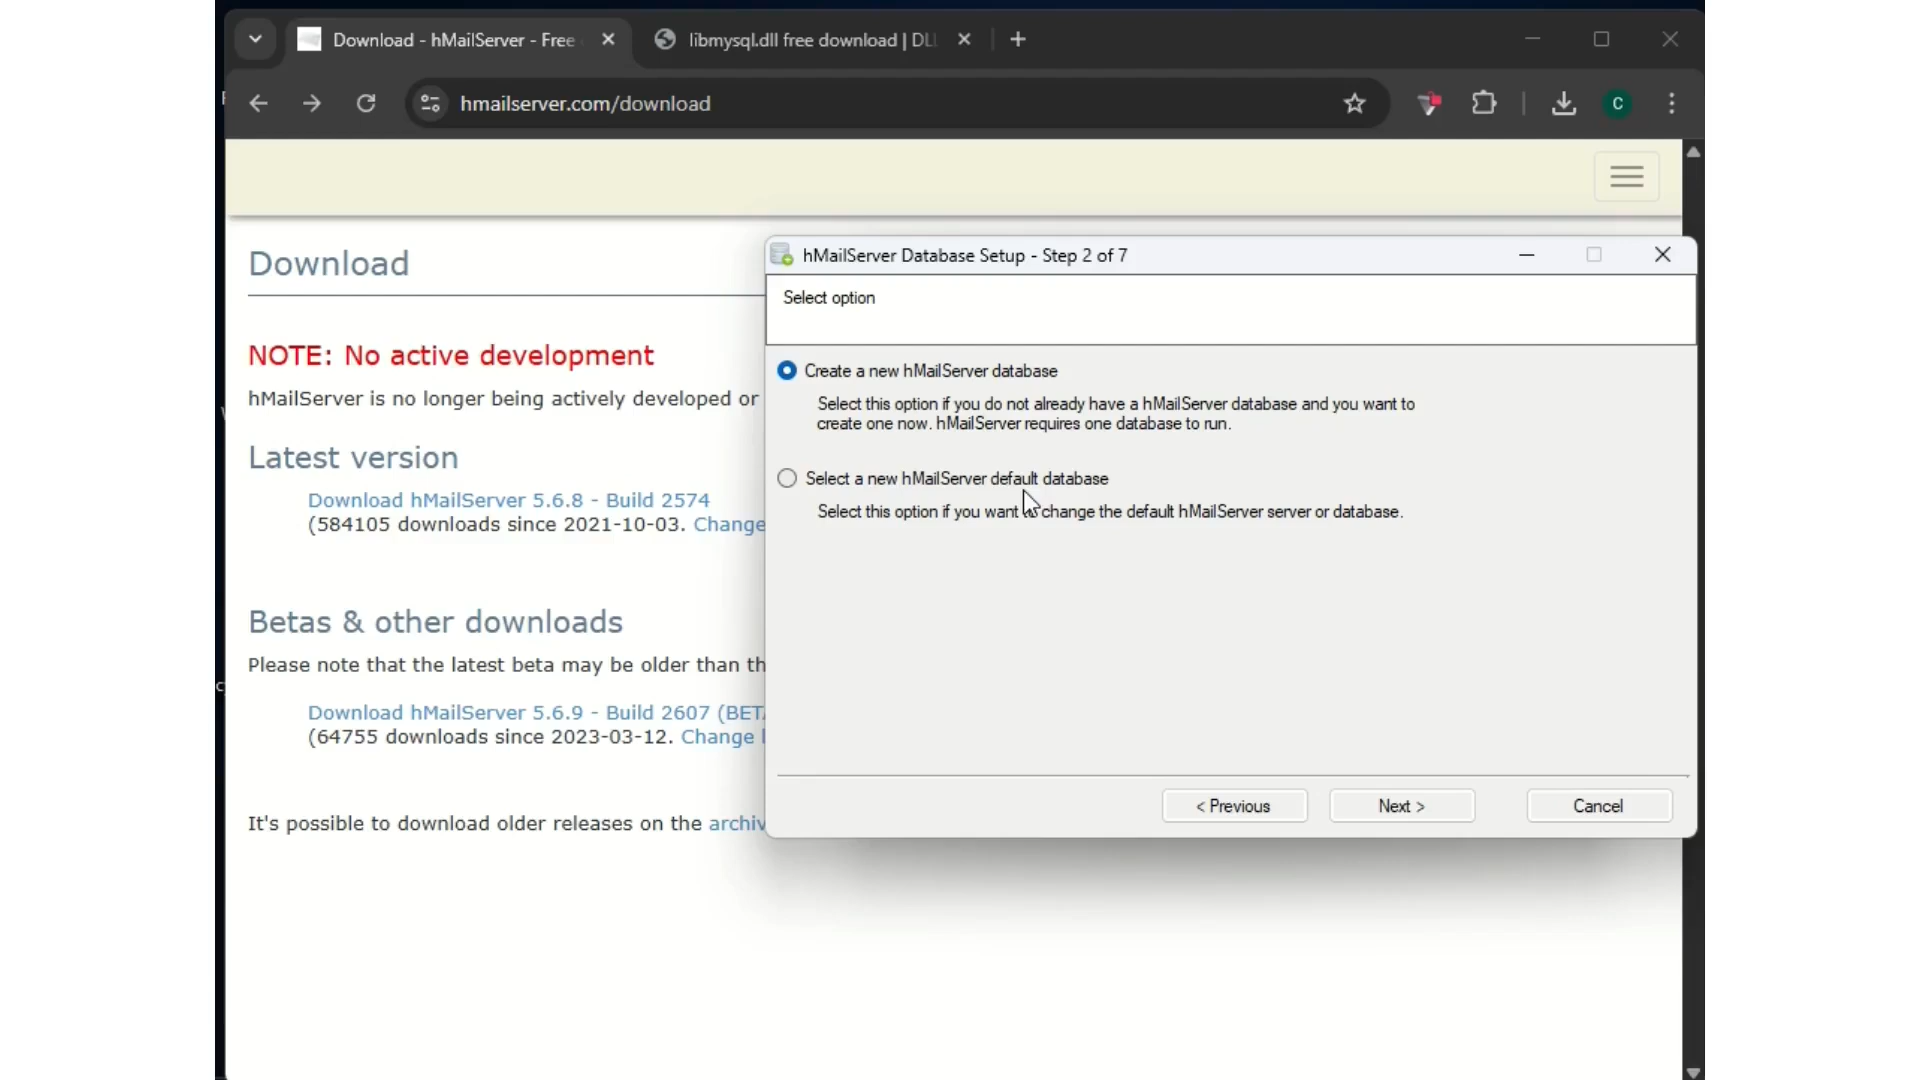 Download - hMailServer - Free
libmysql.dll free download | DL
hmailserver.com/download
C
Download
NOTE: No active development
hMailServer is no longer being actively developed or
Latest version
Download hMailServer 5.6.8 - Build 2574
(584105 downloads since 2021-10-03. Change
Betas & other downloads
Please note that the latest beta may be older than th
Download hMailServer 5.6.9 - Build 2607 (BETA
(64755 downloads since 2023-03-12. Change l
It's possible to download older releases on the archiv
hMailServer Database Setup - Step 2 of 7
Select option
Create a new hMailServer database
Select this option if you do not already have a hMailServer database and you want to
create one now. hMailServer requires one database to run.
Select a new hMailServer default database
Select this option if you want to change the default hMailServer server or database.
< Previous
Next >
Cancel